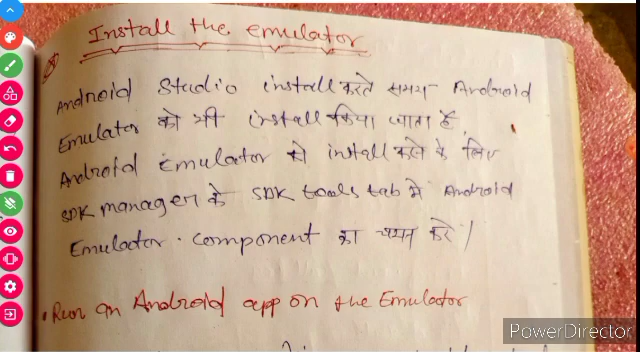 Install the emulator
Android Studio install करते समय Android
Emulator को भी install किया जाता है,
Android Emulator को install करने के लिए
SDK manager के SDK tools tab में Android
Emulator. component का चयन करें।
• Run an Android app on the Emulator
PowerDirector